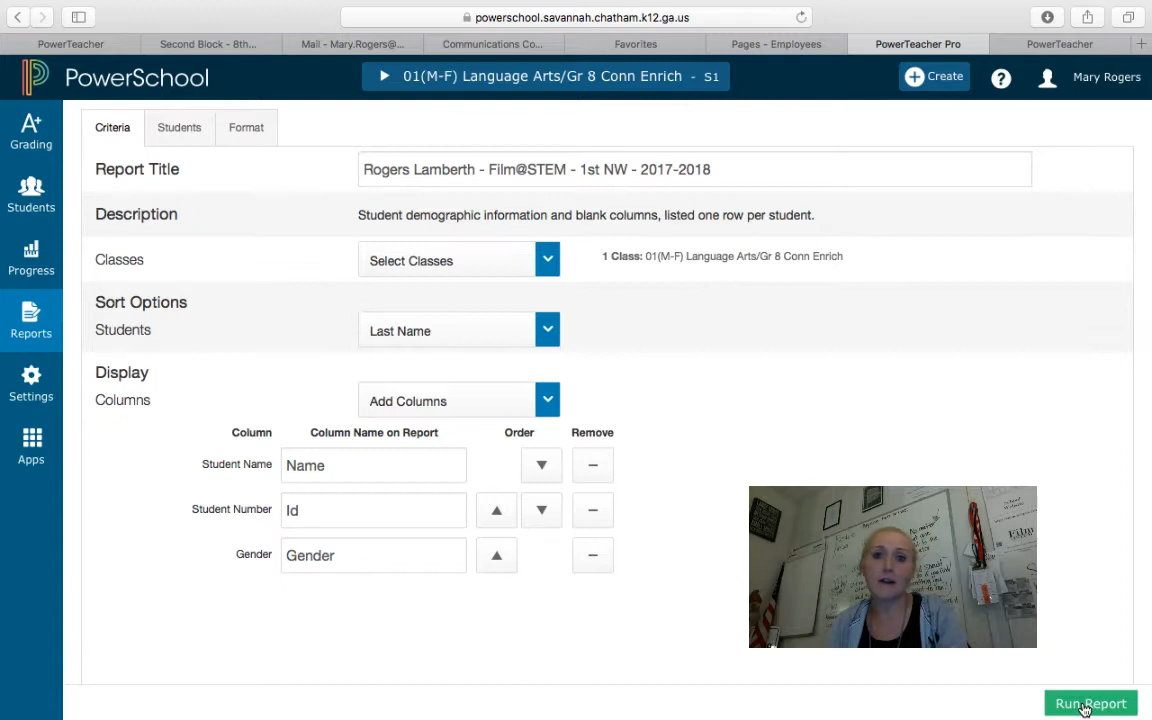 powerschool.savannah.chatham.k12.ga.us
PowerTeacher
Second Block - 8th...
Mail - Mary.Rogers@...
Communications Co...
Favorites
Pages - Employees
PowerTeacher Pro
PowerTeacher
PowerSchool
01(M-F) Language Arts/Gr 8 Conn Enrich - S1
Create
Mary Rogers
Grading
Students
Progress
Reports
Settings
Apps
Criteria
Students
Format
Report Title
Rogers Lamberth - Film@STEM - 1st NW - 2017-2018
Description
Student demographic information and blank columns, listed one row per student.
Classes
Select Classes
1 Class: 01(M-F) Language Arts/Gr 8 Conn Enrich
Sort Options
Students
Last Name
Display
Columns
Add Columns
Column
Column Name on Report
Order
Remove
Student Name
Name
Student Number
Id
Gender
Gender
Film
Run Report